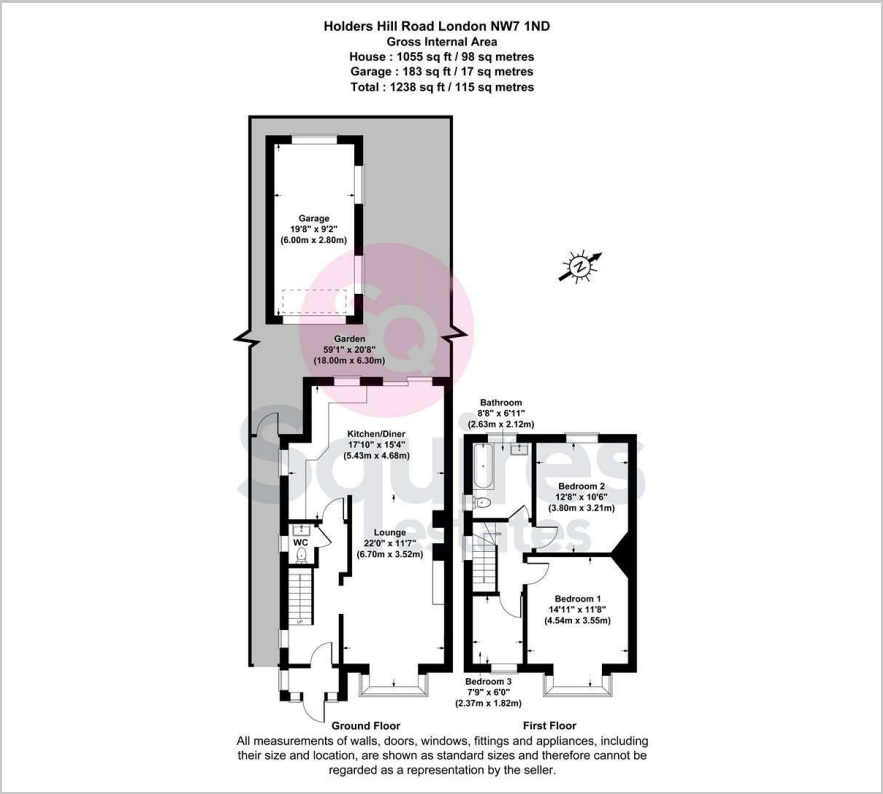 Holders Hill Road London NW7 1ND
Gross Internal Area
House : 1055 sq ft / 98 sq metres
Garage : 183 sq ft / 17 sq metres
Total : 1238 sq ft / 115 sq metres
Garage
19'8" x 9'2"
(6.00m x 2.80m)
N
SQ
Garden
59'1" x 20'8"
(18.00m x 6.30m)
Squires
estates
Kitchen/Diner
17'10" x 15'4"
(5.43m x 4.68m)
Bathroom
8'8" x 6'11"
(2.63m x 2.12m)
Bedroom 2
12'8" x 10'6"
(3.80m x 3.21m)
WC
Lounge
22'0" x 11'7"
(6.70m x 3.52m)
UP
Bedroom 1
14'11" x 11'8"
(4.54m x 3.55m)
Bedroom 3
7'9" x 6'0"
(2.37m x 1.82m)
Ground Floor
First Floor
All measurements of walls, doors, windows, fittings and appliances, including
their size and location, are shown as standard sizes and therefore cannot be
regarded as a representation by the seller.